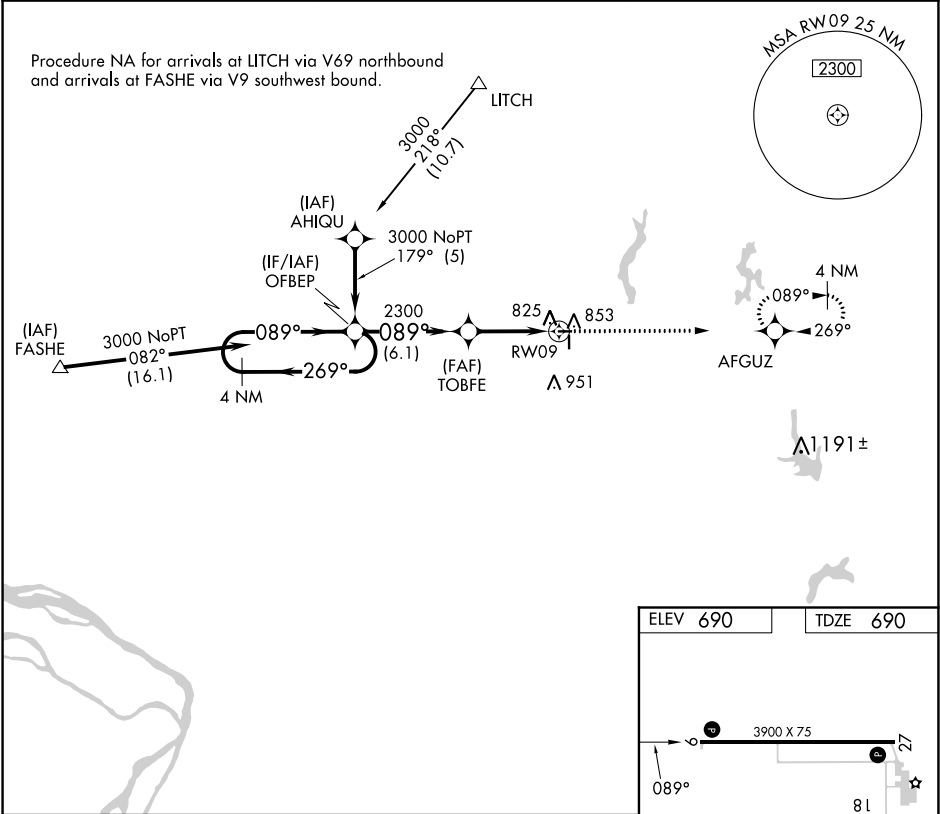 Procedure NA for arrivals at LITCH via V69 northbound
and arrivals at FASHE via V9 southwest bound.
MSA RW09 25 NM
2300
LITCH
3000
218°
(10.7)
(IAF)
AHIQU
3000 NoPT
179° (5)
(IF/IAF)
OFBEP
(IAF)
FASHE
3000 NoPT
082°
(16.1)
089°
269°
4 NM
2300
089°
(6.1)
(FAF)
TOBFE
825
853
RW09
951
4 NM
089°
269°
AFGUZ
1191±
ELEV 690
TDZE 690
3900 X 75
9
27
P
P
089°
18